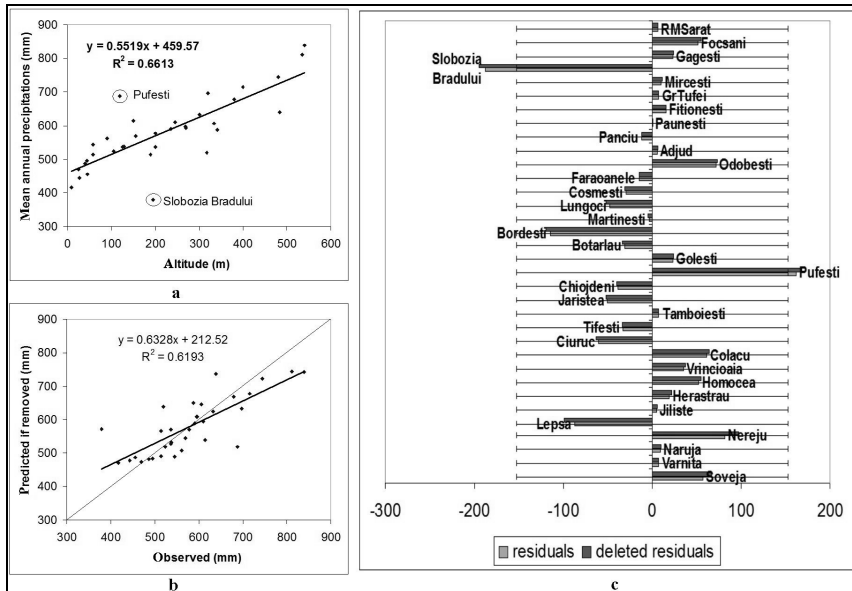 900
800
700
600
500
400
300
y = 0.5519x + 459.57
R² = 0.6613
Pufesti
Slobozia Bradului
Mean annual precipitations (mm)
0 100 200 300 400 500 600
Altitude (m)
a
900
800
700
600
500
400
300
y = 0.6328x + 212.52
R² = 0.6193
Predicted if removed (mm)
300 400 500 600 700 800 900
Observed (mm)
b
RMSarat
Focsani
Gagesti
Slobozia
Bradului
Mircesti
GrTufei
Fitionesti
Paunesti
Panciu
Adjud
Odobesti
Faraoanele
Cosmesti
Lungoci
Martinesti
Bordesti
Botarlau
Golesti
Pufesti
Chiojdeni
Jaristea
Tamboiesti
Tifesti
Ciuruc
Colacu
Vrincioaia
Homocea
Herastrau
Jiliste
Lepsa
Nereju
Naruja
Varnita
Soveja
-300 -200 -100 0 100 200
residuals deleted residuals
c